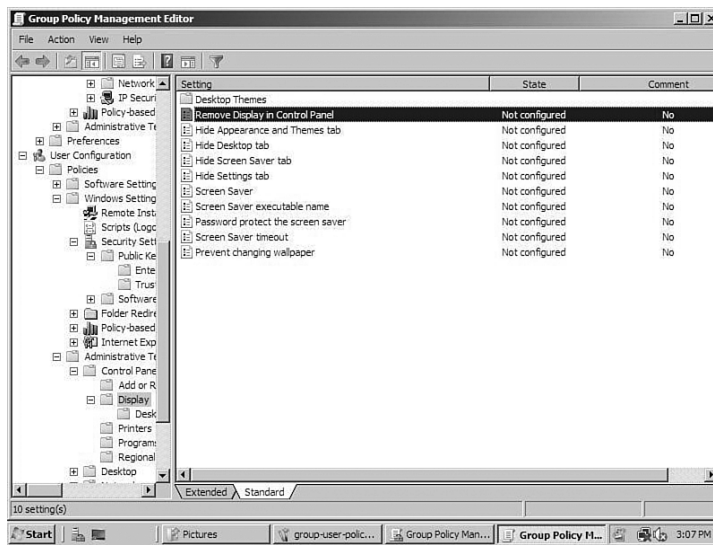 Group Policy Management Editor
File Action View Help
Setting State Comment
Desktop Themes
Remove Display in Control Panel Not configured No
Hide Appearance and Themes tab Not configured No
Hide Desktop tab Not configured No
Hide Screen Saver tab Not configured No
Hide Settings tab Not configured No
Screen Saver Not configured No
Screen Saver executable name Not configured No
Password protect the screen saver Not configured No
Screen Saver timeout Not configured No
Prevent changing wallpaper Not configured No
Network
IP Securi
Policy-based
Administrative Te
Preferences
User Configuration
Policies
Software Setting
Windows Setting
Remote Inst
Scripts (Logo
Security Sett
Public Ke
Ente
Trus
Software
Folder Redire
Policy-based
Internet Exp
Administrative Te
Control Pane
Add or R
Display
Desk
Printers
Program
Regional
Desktop
Extended Standard
10 setting(s)
Start Pictures group-user-polic... Group Policy Man... Group Policy M... 3:07 PM